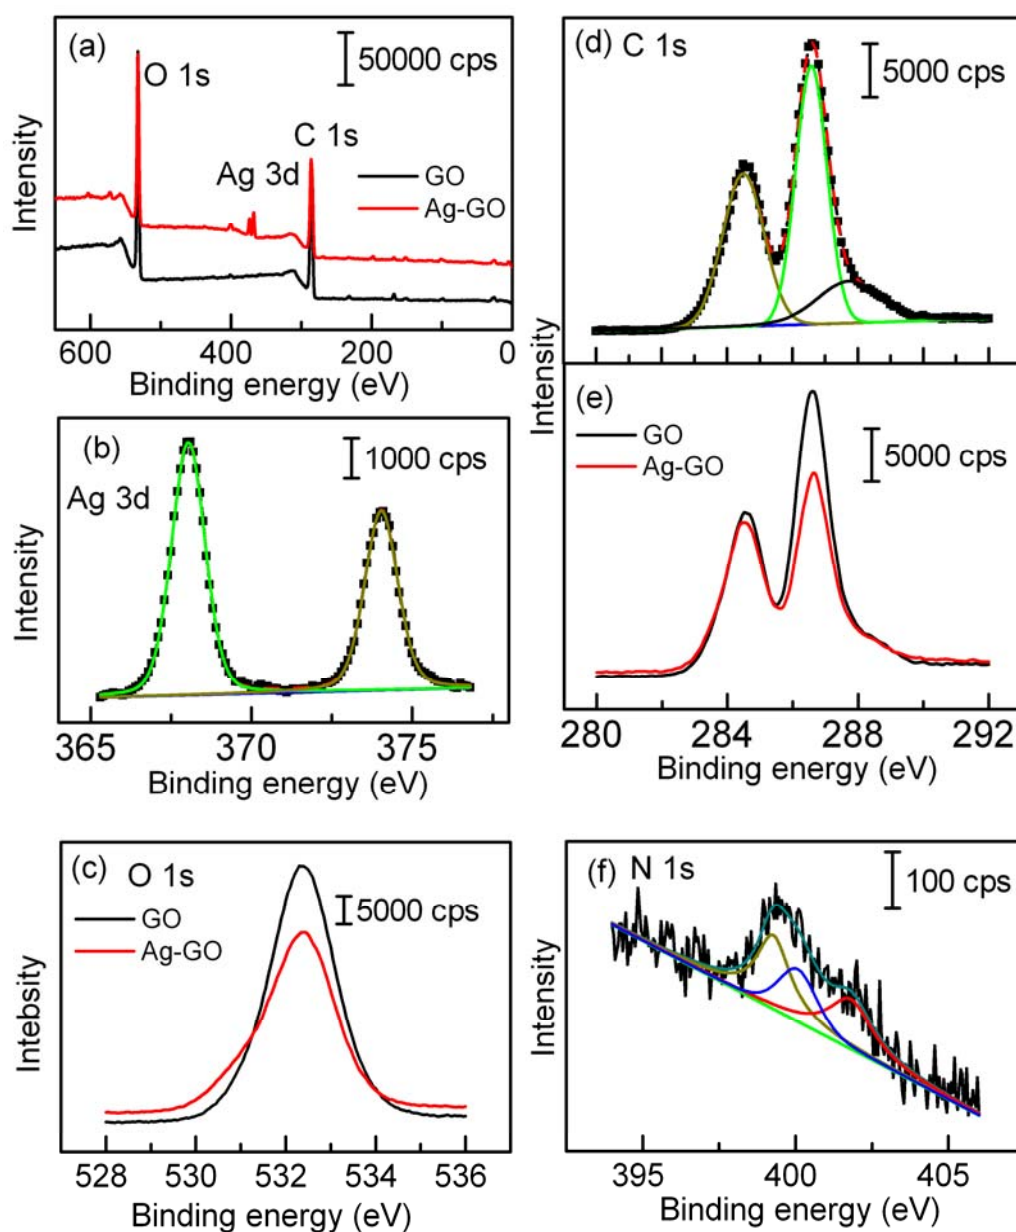 (a)
O 1s
50000 cps
C 1s
Ag 3d
GO
Ag-GO
Intensity
600 400 200 0
Binding energy (eV)
(b)
1000 cps
Ag 3d
Intensity
365 370 375
Binding energy (eV)
(c)
O 1s
GO
5000 cps
Ag-GO
Intebsity
528 530 532 534 536
Binding energy (eV)
(d)
C 1s
5000 cps
Intensity
(e)
GO
5000 cps
Ag-GO
280 284 288 292
Binding energy (eV)
(f)
N 1s
100 cps
Intensity
395 400 405
Binding energy (eV)